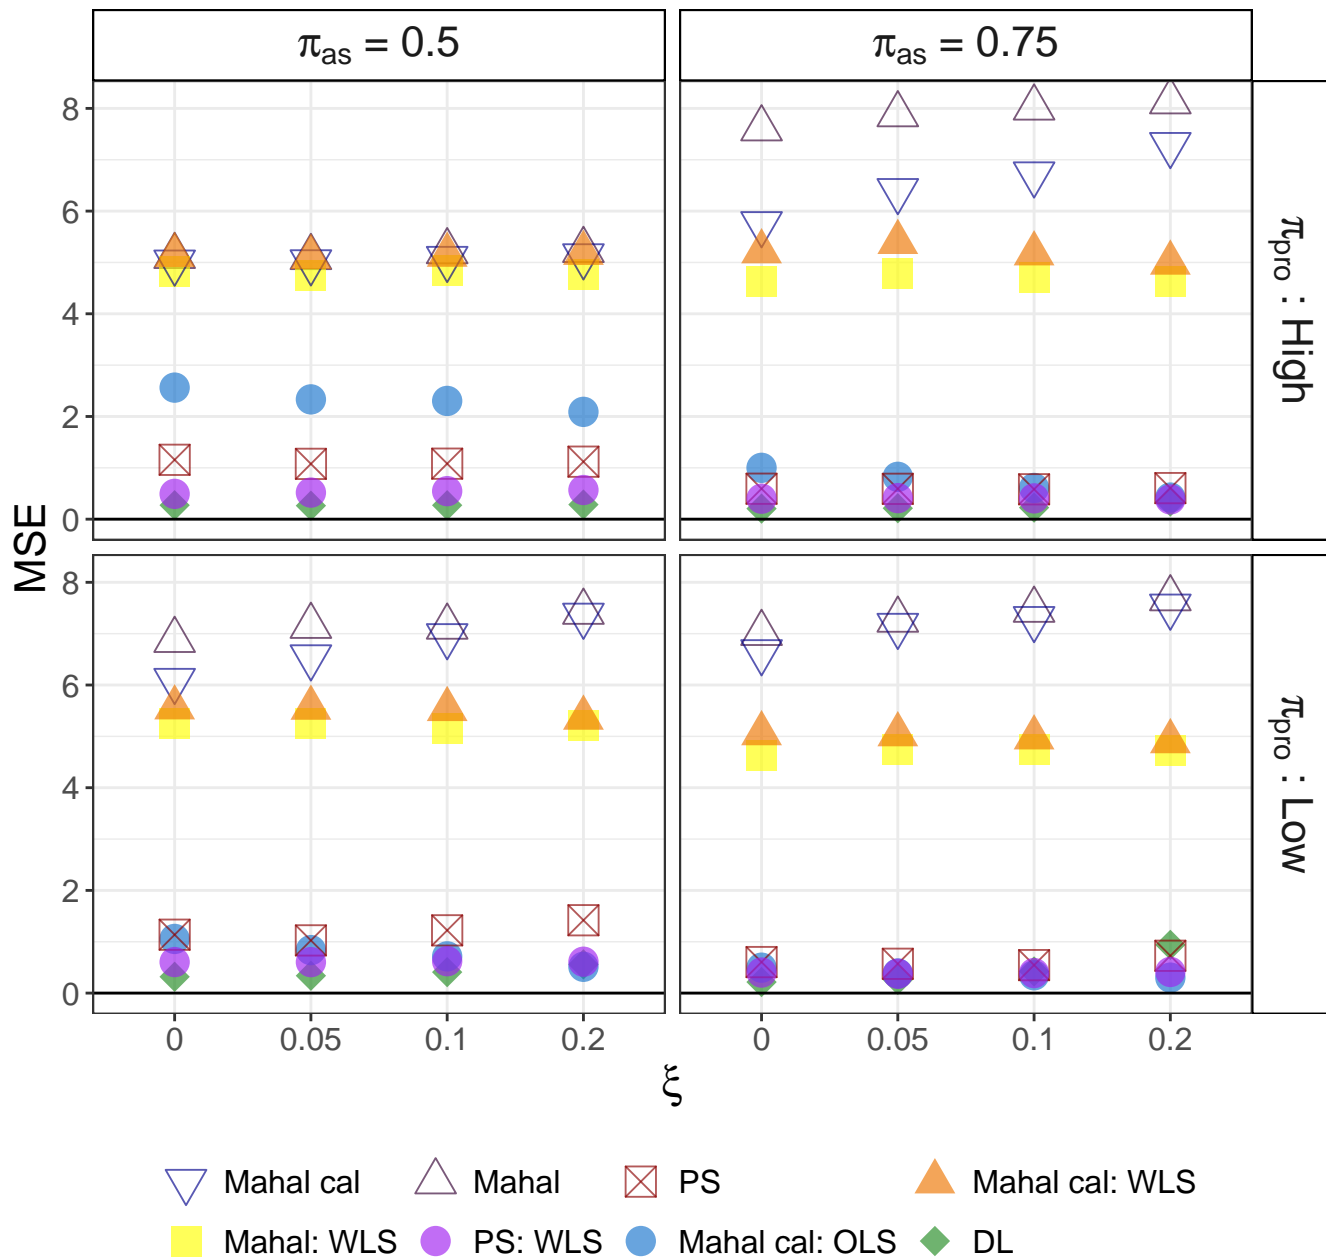 π_as = 0.5
π_as = 0.75
8
6
4
2
0
π_pro : High
MSE
8
6
4
2
0
π_pro : Low
0 0.05 0.1 0.2
0 0.05 0.1 0.2
ξ
Mahal cal Mahal PS Mahal cal: WLS
Mahal: WLS PS: WLS Mahal cal: OLS DL